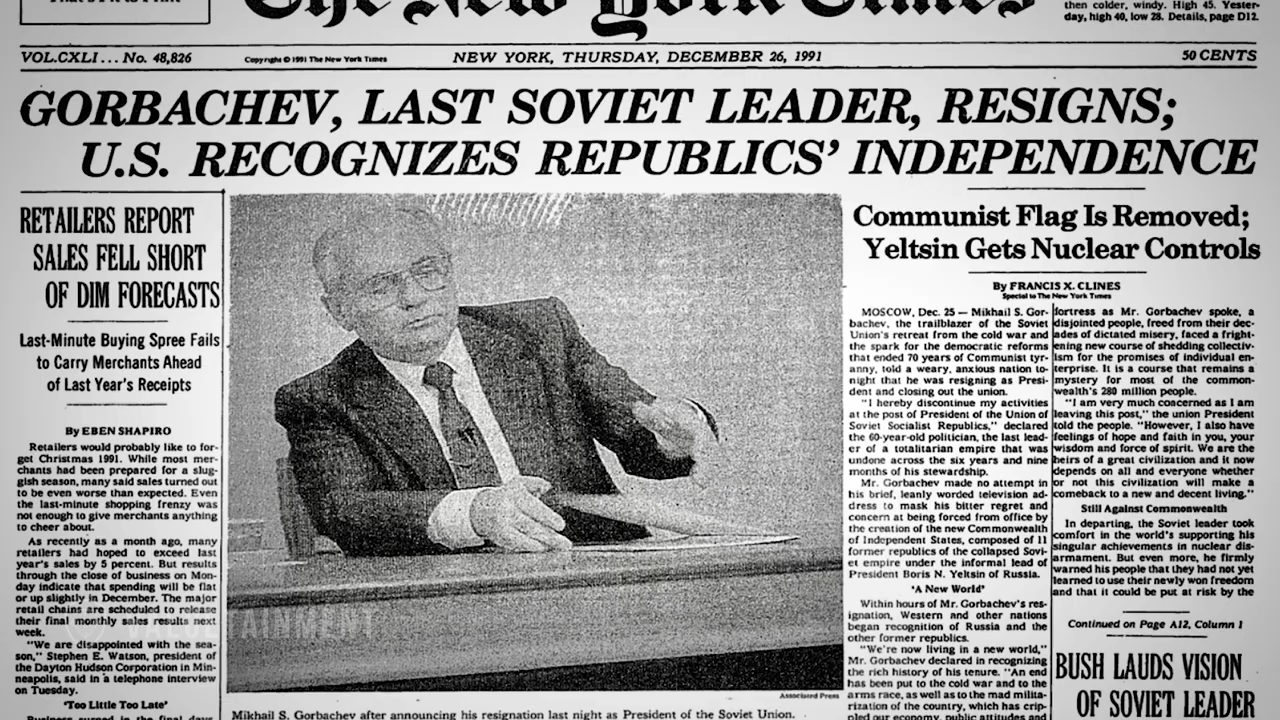 The New York Times
then colder, windy. High 45. Yester-
day, high 40, low 28. Details, page D12.
VOL.CXLI... No. 48,826
Copyright © 1991 The New York Times
NEW YORK, THURSDAY, DECEMBER 26, 1991
50 CENTS
GORBACHEV, LAST SOVIET LEADER, RESIGNS;
U.S. RECOGNIZES REPUBLICS' INDEPENDENCE
RETAILERS REPORT
SALES FELL SHORT
OF DIM FORECASTS
Last-Minute Buying Spree Fails
to Carry Merchants Ahead
of Last Year's Receipts
By EBEN SHAPIRO
Retailers would probably like to for-
get Christmas 1991. While most mer-
chants had been prepared for a slug-
gish season, many said sales turned out
to be even worse than expected. Even
the last-minute shopping frenzy was
not enough to give merchants anything
to cheer about.
As recently as a month ago, many
retailers had hoped to exceed last
year's sales by 5 percent. But results
through the close of business on Mon-
day indicate that spending will be flat
or up slightly in December. The major
retail chains are scheduled to release
their final monthly sales results next
week.
"We are disappointed with the sea-
son," Stephen E. Watson, president of
the Dayton Hudson Corporation in Min-
neapolis, said in a telephone interview
on Tuesday.
'Too Little Too Late'
Associated Press
Mikhail S. Gorbachev after announcing his resignation last night as President of the Soviet Union.
Communist Flag Is Removed;
Yeltsin Gets Nuclear Controls
By FRANCIS X. CLINES
Special to The New York Times
MOSCOW, Dec. 25 — Mikhail S. Gor-
bachev, the trailblazer of the Soviet
Union's retreat from the cold war and
the spark for the democratic reforms
that ended 70 years of Communist tyr-
anny, told a weary, anxious nation to-
night that he was resigning as Presi-
dent and closing out the union.
"I hereby discontinue my activities
at the post of President of the Union of
Soviet Socialist Republics," declared
the 60-year-old politician, the last lead-
er of a totalitarian empire that was
undone across the six years and nine
months of his stewardship.
Mr. Gorbachev made no attempt in
his brief, leanly worded television ad-
dress to mask his bitter regret and
concern at being forced from office by
the creation of the new Commonwealth
of Independent States, composed of 11
former republics of the collapsed Sovi-
et empire under the informal lead of
President Boris N. Yeltsin of Russia.
'A New World'
Within hours of Mr. Gorbachev's res-
ignation, Western and other nations
began recognition of Russia and the
other former republics.
"We're now living in a new world,"
Mr. Gorbachev declared in recognizing
the rich history of his tenure. "An end
has been put to the cold war and to the
arms race, as well as to the mad milita-
rization of the country, which has crip-
pled our economy, public attitudes and
fortress as Mr. Gorbachev spoke, a
disjointed people, freed from their dec-
ades of dictated misery, faced a fright-
ening new course of shedding collectiv-
ism for the promises of individual en-
terprise. It is a course that remains a
mystery for most of the common-
wealth's 280 million people.
"I am very much concerned as I am
leaving this post," the union President
told the people. "However, I also have
feelings of hope and faith in you, your
wisdom and force of spirit. We are the
heirs of a great civilization and it now
depends on all and everyone whether
or not this civilization will make a
comeback to a new and decent living."
Still Against Commonwealth
In departing, the Soviet leader took
comfort in the world's supporting his
singular achievements in nuclear dis-
armament. But even more, he firmly
warned his people that they had not yet
learned to use their newly won freedom
and that it could be put at risk by the
Continued on Page A12, Column 1
BUSH LAUDS VISION
OF SOVIET LEADER